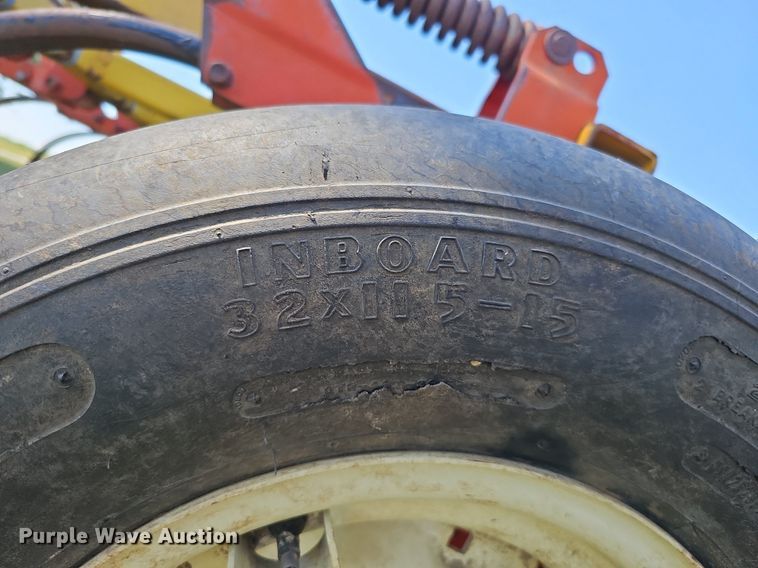 INBOARD
32x11 5-15
Purple Wave Auction